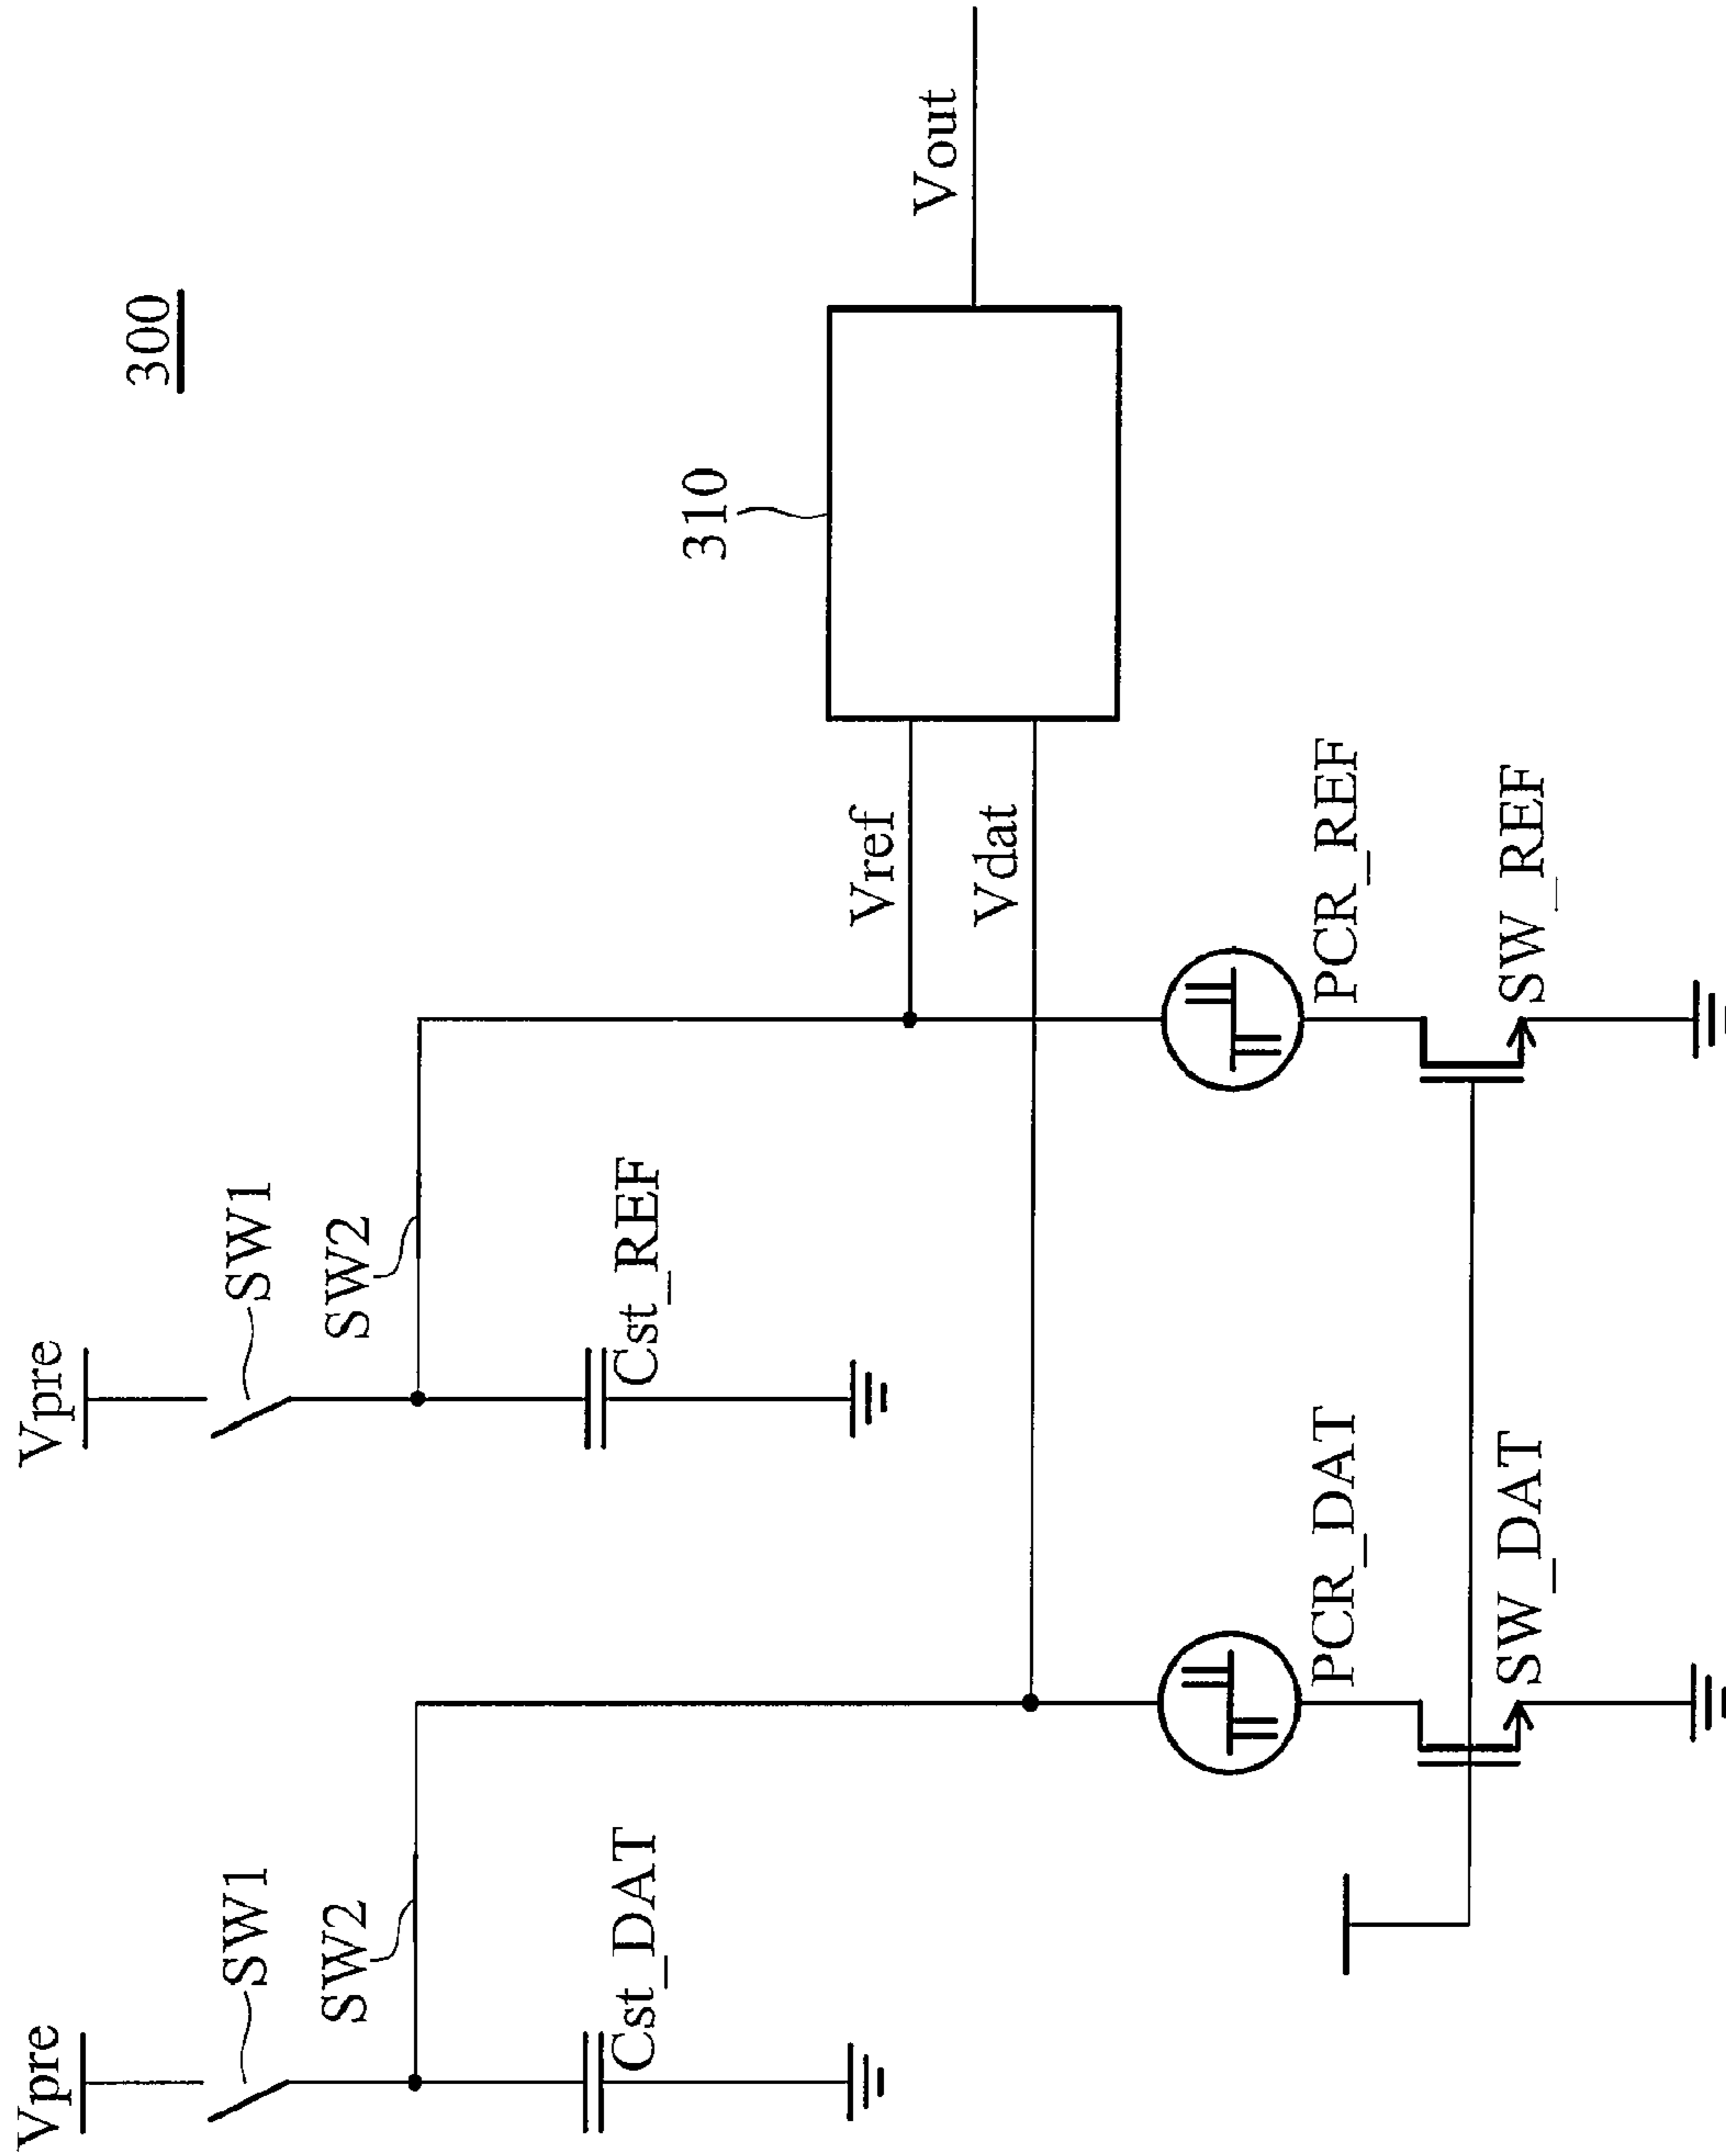 300
Vpre
SW1
SW2
Cst_DAT
Vpre
SW1
SW2
Cst_REF
310
Vref
Vdat
Vout
PCR_DAT
SW_DAT
PCR_REF
SW_REF